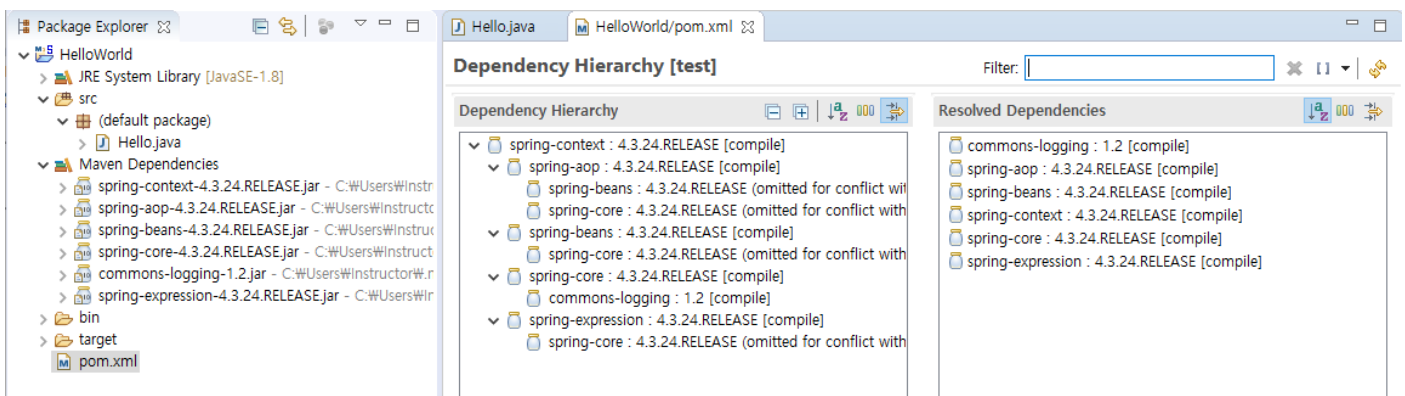 Package Explorer
HelloWorld
JRE System Library [JavaSE-1.8]
src
(default package)
Hello.java
Maven Dependencies
spring-context-4.3.24.RELEASE.jar - C:₩Users₩Instr
spring-aop-4.3.24.RELEASE.jar - C:₩Users₩Instructo
spring-beans-4.3.24.RELEASE.jar - C:₩Users₩Instruc
spring-core-4.3.24.RELEASE.jar - C:₩Users₩Instruct
commons-logging-1.2.jar - C:₩Users₩Instructor₩.r
spring-expression-4.3.24.RELEASE.jar - C:₩Users₩Ir
bin
target
pom.xml
Hello.java HelloWorld/pom.xml
Dependency Hierarchy [test] Filter:
Dependency Hierarchy
spring-context : 4.3.24.RELEASE [compile]
spring-aop : 4.3.24.RELEASE [compile]
spring-beans : 4.3.24.RELEASE (omitted for conflict wit
spring-core : 4.3.24.RELEASE (omitted for conflict with
spring-beans : 4.3.24.RELEASE [compile]
spring-core : 4.3.24.RELEASE (omitted for conflict with
spring-core : 4.3.24.RELEASE [compile]
commons-logging : 1.2 [compile]
spring-expression : 4.3.24.RELEASE [compile]
spring-core : 4.3.24.RELEASE (omitted for conflict with
Resolved Dependencies
commons-logging : 1.2 [compile]
spring-aop : 4.3.24.RELEASE [compile]
spring-beans : 4.3.24.RELEASE [compile]
spring-context : 4.3.24.RELEASE [compile]
spring-core : 4.3.24.RELEASE [compile]
spring-expression : 4.3.24.RELEASE [compile]